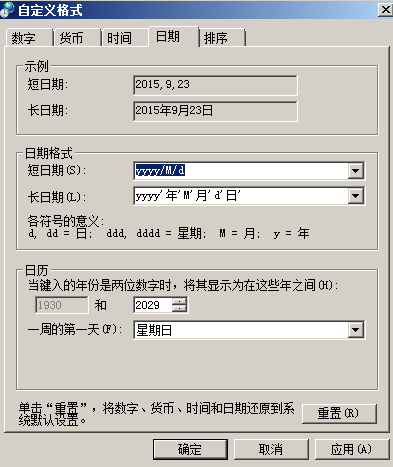 自定义格式
数字 货币 时间 日期 排序
示例
短日期: 2015,9,23
长日期: 2015年9月23日
日期格式
短日期(S): yyyy/M/d
长日期(L): yyyy'年'M'月'd'日'
各符号的意义:
d, dd = 日; ddd, dddd = 星期; M = 月; y = 年
日历
当键入的年份是两位数字时，将其显示为在这些年之间(H):
1930 和 2029
一周的第一天(F): 星期日
单击“重置”，将数字、货币、时间和日期还原到系
统默认设置。
重置(R)
确定 取消 应用(A)